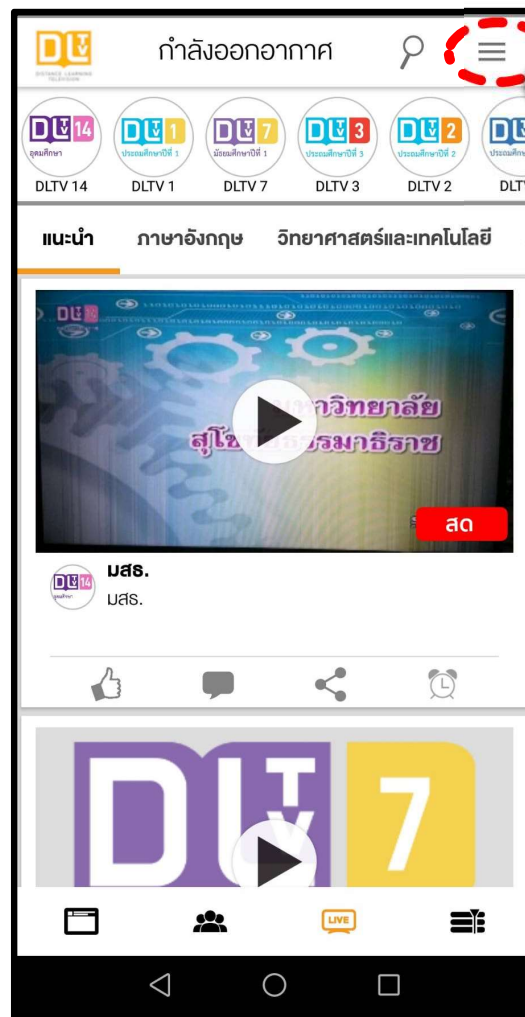 DLTV
DISTANCE LEARNING
TELEVISION
กำลังออกอากาศ
DLTV 14
อุดมศึกษา
DLTV 1
ประถมศึกษาปีที่ 1
DLTV 7
มัธยมศึกษาปีที่ 1
DLTV 3
ประถมศึกษาปีที่ 3
DLTV 2
ประถมศึกษาปีที่ 2
DLTV 14
DLTV 1
DLTV 7
DLTV 3
DLTV 2
DLT
แนะนำ
ภาษาอังกฤษ
วิทยาศาสตร์และเทคโนโลยี
สด
DLTV 14
มสธ.
มสธ.
DLTV 7
LIVE